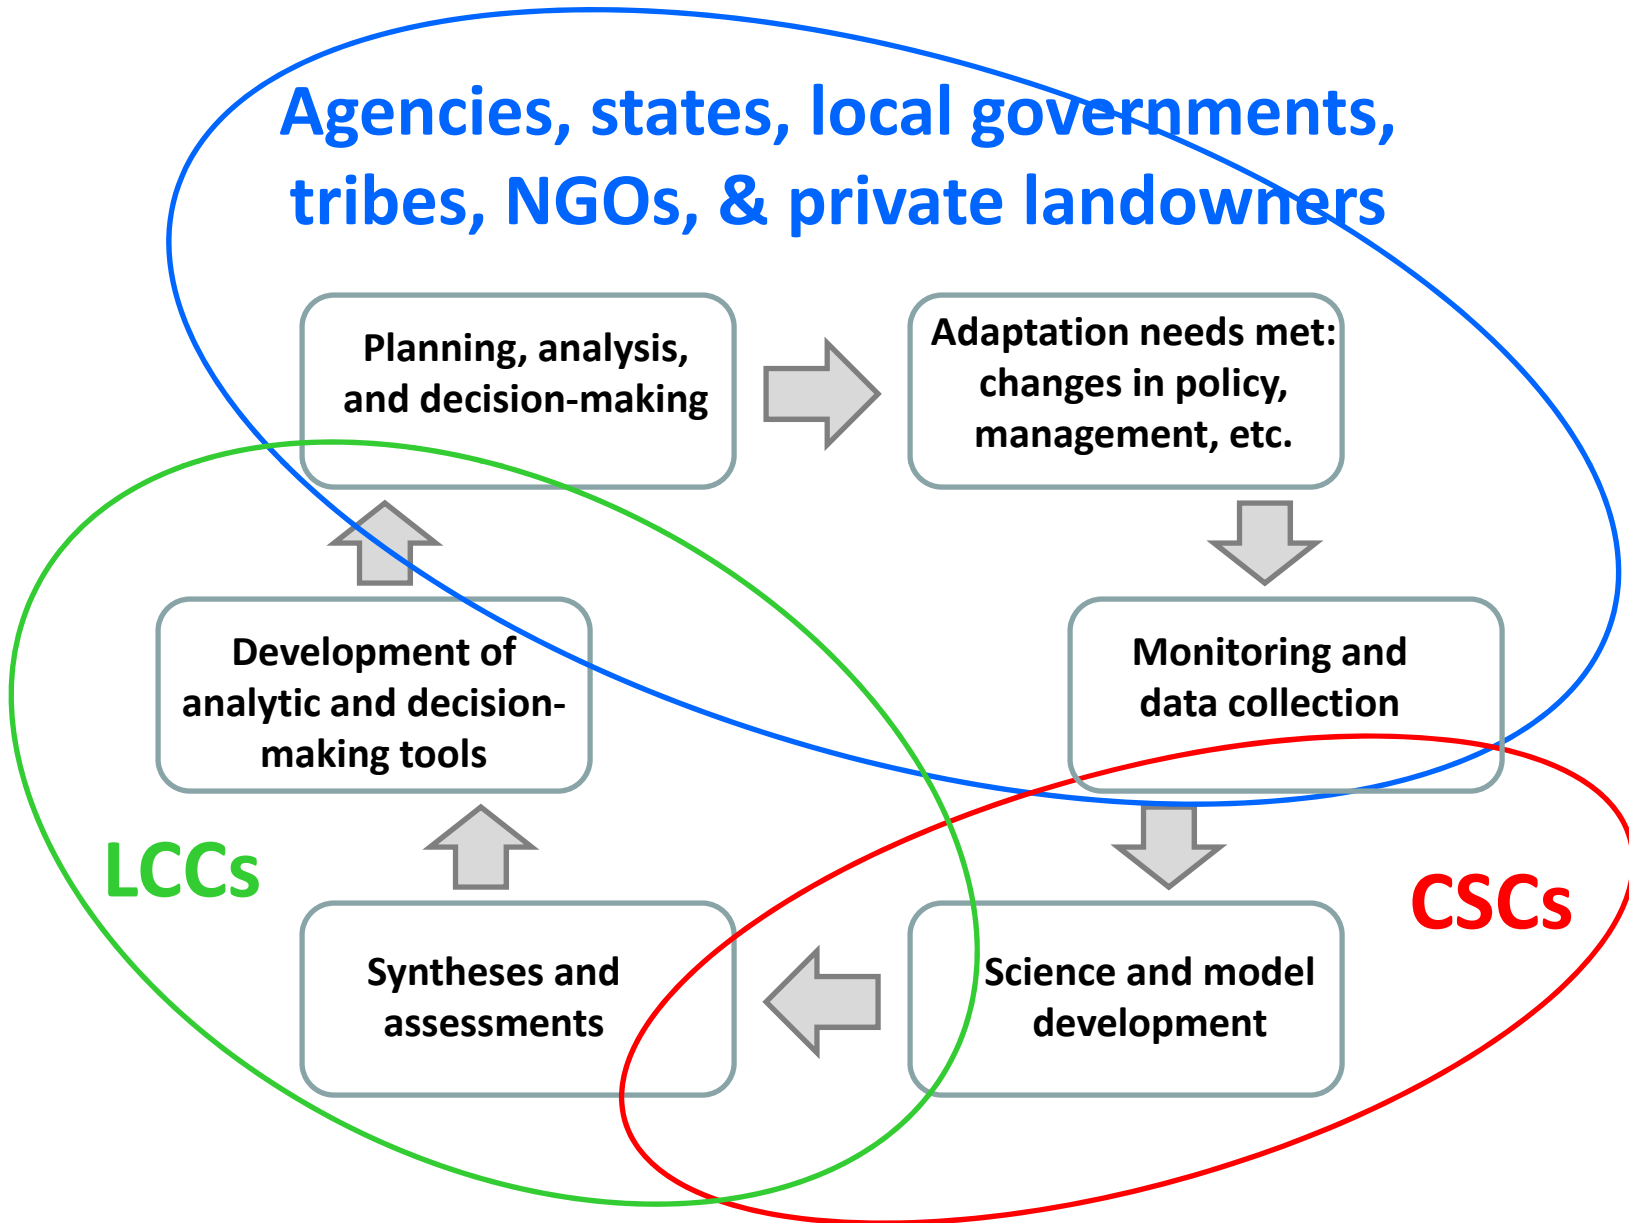 Agencies, states, local governments,
tribes, NGOs, & private landowners
Planning, analysis,
and decision-making
Adaptation needs met:
changes in policy,
management, etc.
Development of
analytic and decision-
making tools
Monitoring and
data collection
LCCs
CSCs
Syntheses and
assessments
Science and model
development